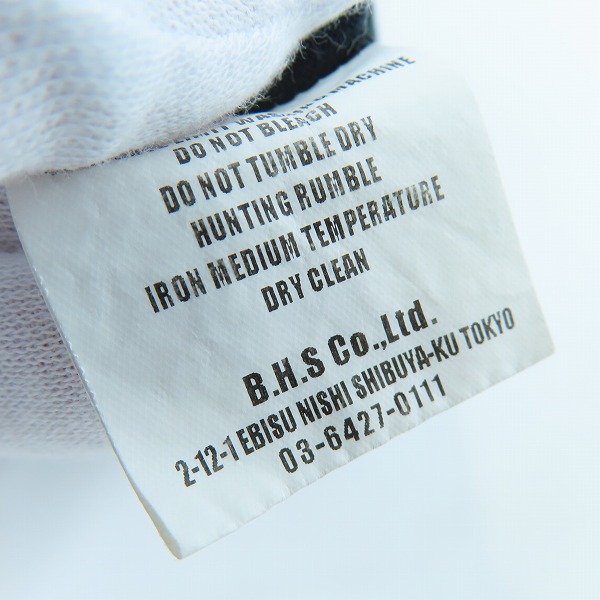 MACHINE
DO NOT BLEACH
DO NOT TUMBLE DRY
HUNTING RUMBLE
IRON MEDIUM TEMPERATURE
DRY CLEAN
B.H.S Co.,Ltd.
2-12-1 EBISU NISHI SHIBUYA-KU TOKYO
03-6427-0111